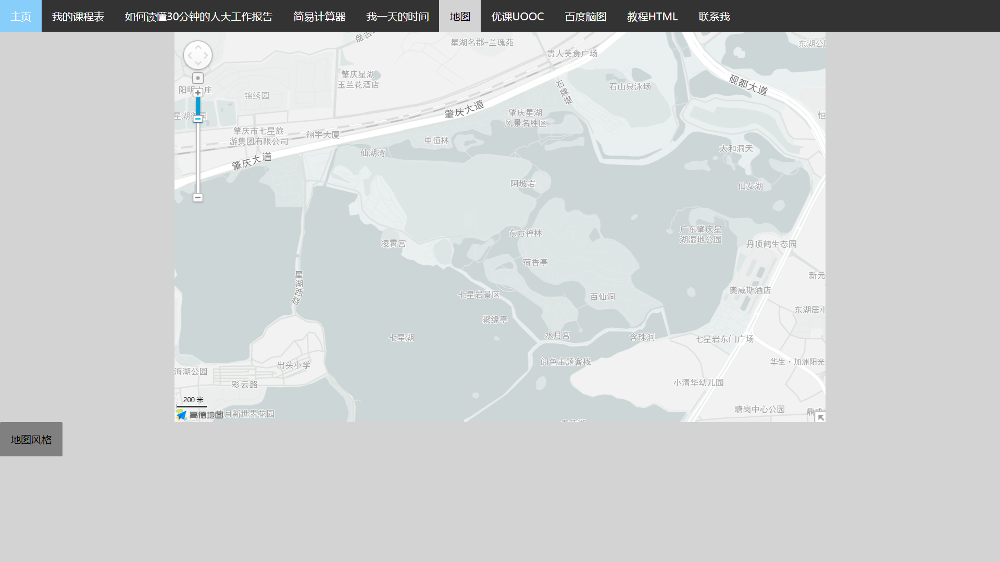 主页 我的课程表 如何读懂30分钟的人大工作报告 简易计算器 我一天的时间 地图 优课UOOC 百度脑图 教程HTML 联系我
盘古路
星湖名郡-兰瑰苑
东湖公园
贵人美食广场
肇庆星湖
玉兰花酒店
石山泉泳场
砚都大道
石牌堤
阳明山庄
锦绣园
肇庆大道
肇庆星湖
风景名胜区
恒
肇庆市七星旅
游集团有限公司
翔宇大厦
中恒林
仙湖湾
太和洞天
肇庆大道
阿坡岩
仙女湖
广东肇庆星
湖湿地公园
东方禅林
凌霄宫
丹顶鹤生态园
荷香亭
新元
星湖西路
奥威斯酒店
七星岩景区
百仙洞
东湖居小
聚缘亭
水月宫
含珠洞
七星湖
七星岩东门广场
阅色主题客栈
华生·加洲阳光
出头小学
海湖公园
彩云路
小清华幼儿园
200 米
塘岗中心公园
高德地图
月新世界花园
地图风格